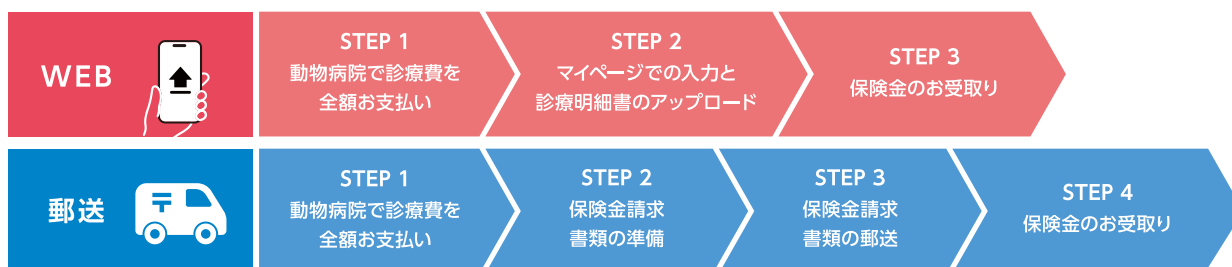 WEB
STEP 1
動物病院で診療費を
全額お支払い
STEP 2
マイページでの入力と
診療明細書のアップロード
STEP 3
保険金のお受取り
郵送
STEP 1
動物病院で診療費を
全額お支払い
STEP 2
保険金請求
書類の準備
STEP 3
保険金請求
書類の郵送
STEP 4
保険金のお受取り